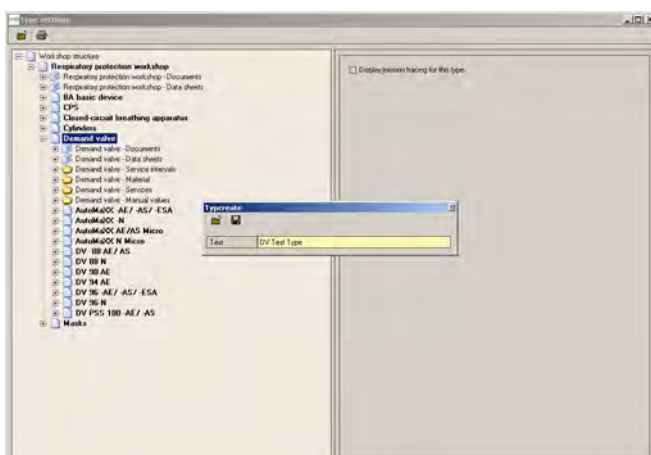 Type settings
Workshop structure
Respiratory protection workshop
Respiratory protection workshop - Documents
Respiratory protection workshop - Data sheets
BA basic device
CPS
Closed-circuit breathing apparatus
Cylinders
Demand valve
Demand valve - Documents
Demand valve - Data sheets
Demand valve - Service intervals
Demand valve - Material
Demand valve - Services
Demand valve - Manual values
AutoMaXX -AE/ -AS/ -ESA
AutoMaXX -N
AutoMaXX AE/AS Micro
AutoMaXX N Micro
DV 88 AE/ AS
DV 88 N
DV 90 AE
DV 94 AE
DV 96 -AE/ -AS/ -ESA
DV 96 -N
DV PSS 100 -AE/ -AS
Masks
Display mission tracing for this type.
Typcreate
Text
DV Test Type